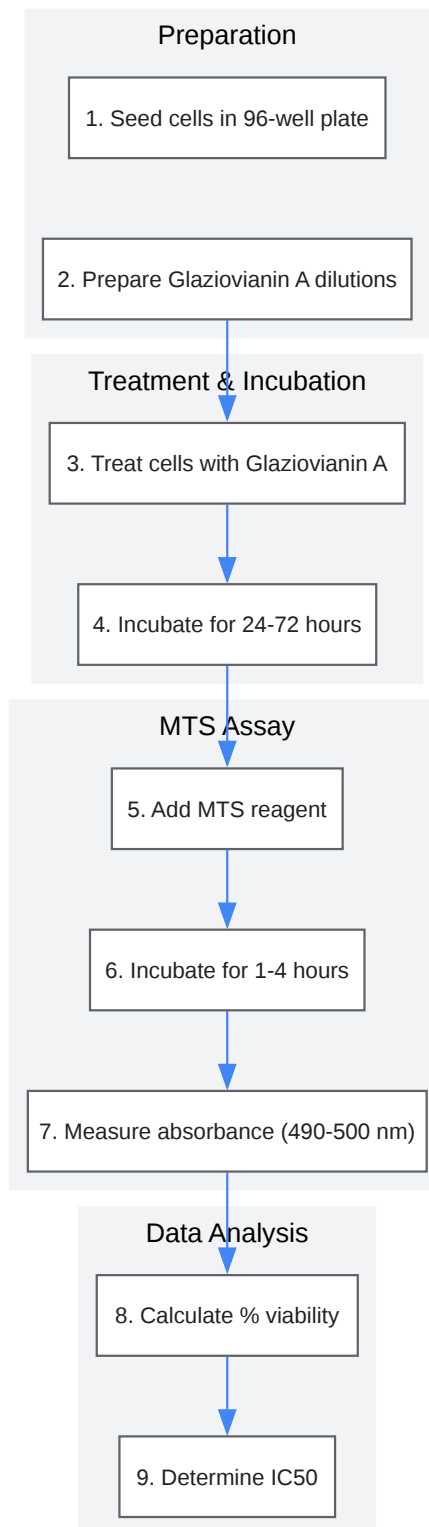 Preparation
1. Seed cells in 96-well plate
2. Prepare Glaziovianin A dilutions
Treatment & Incubation
3. Treat cells with Glaziovianin A
4. Incubate for 24-72 hours
MTS Assay
5. Add MTS reagent
6. Incubate for 1-4 hours
7. Measure absorbance (490-500 nm)
Data Analysis
8. Calculate % viability
9. Determine IC50